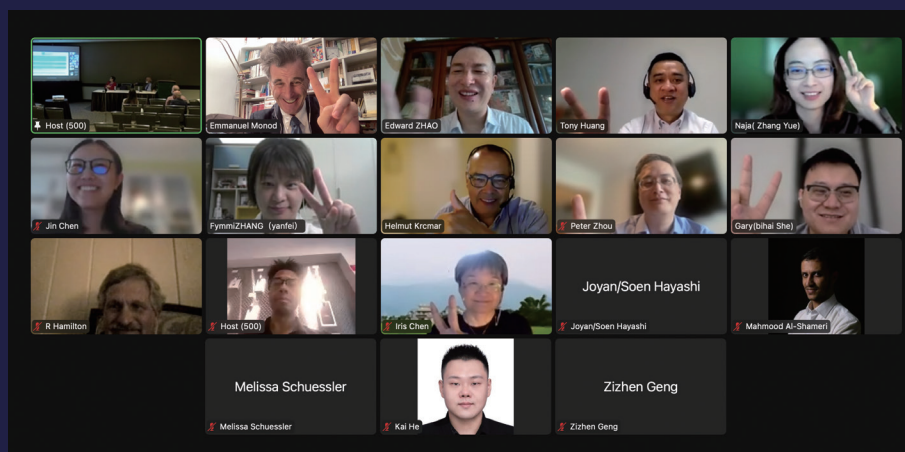 Host (500)
Emmanuel Monod
Edward ZHAO
Tony Huang
Naja( Zhang Yue)
Jin Chen
FymmiZHANG (yanfei)
Helmut Krcmar
Peter Zhou
Gary(bihai She)
R Hamilton
Host (500)
Iris Chen
Joyan/Soen Hayashi
Joyan/Soen Hayashi
Mahmood Al-Shameri
Melissa Schuessler
Melissa Schuessler
Kai He
Zizhen Geng
Zizhen Geng